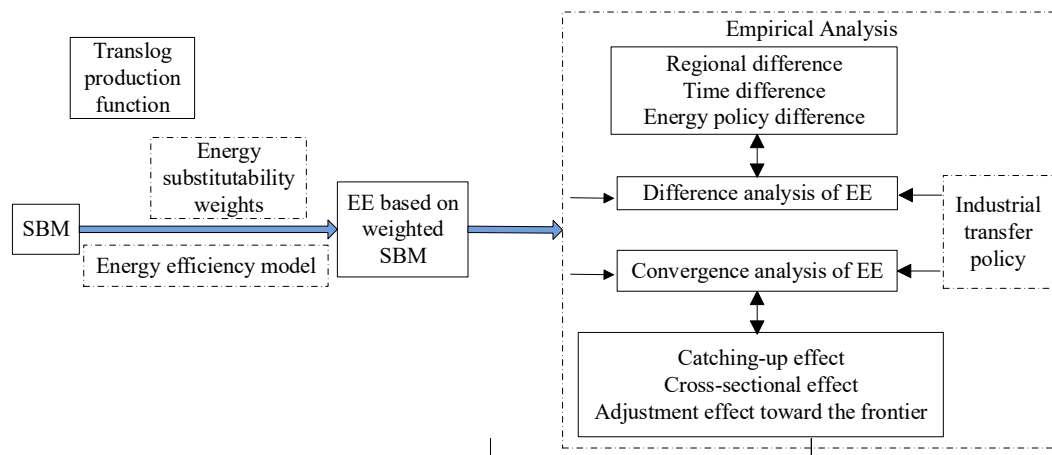 Translog
production
function
Energy
substitutability
weights
SBM
Energy efficiency model
EE based on
weighted
SBM
Empirical Analysis
Regional difference
Time difference
Energy policy difference
Difference analysis of EE
Convergence analysis of EE
Industrial
transfer
policy
Catching-up effect
Cross-sectional effect
Adjustment effect toward the frontier